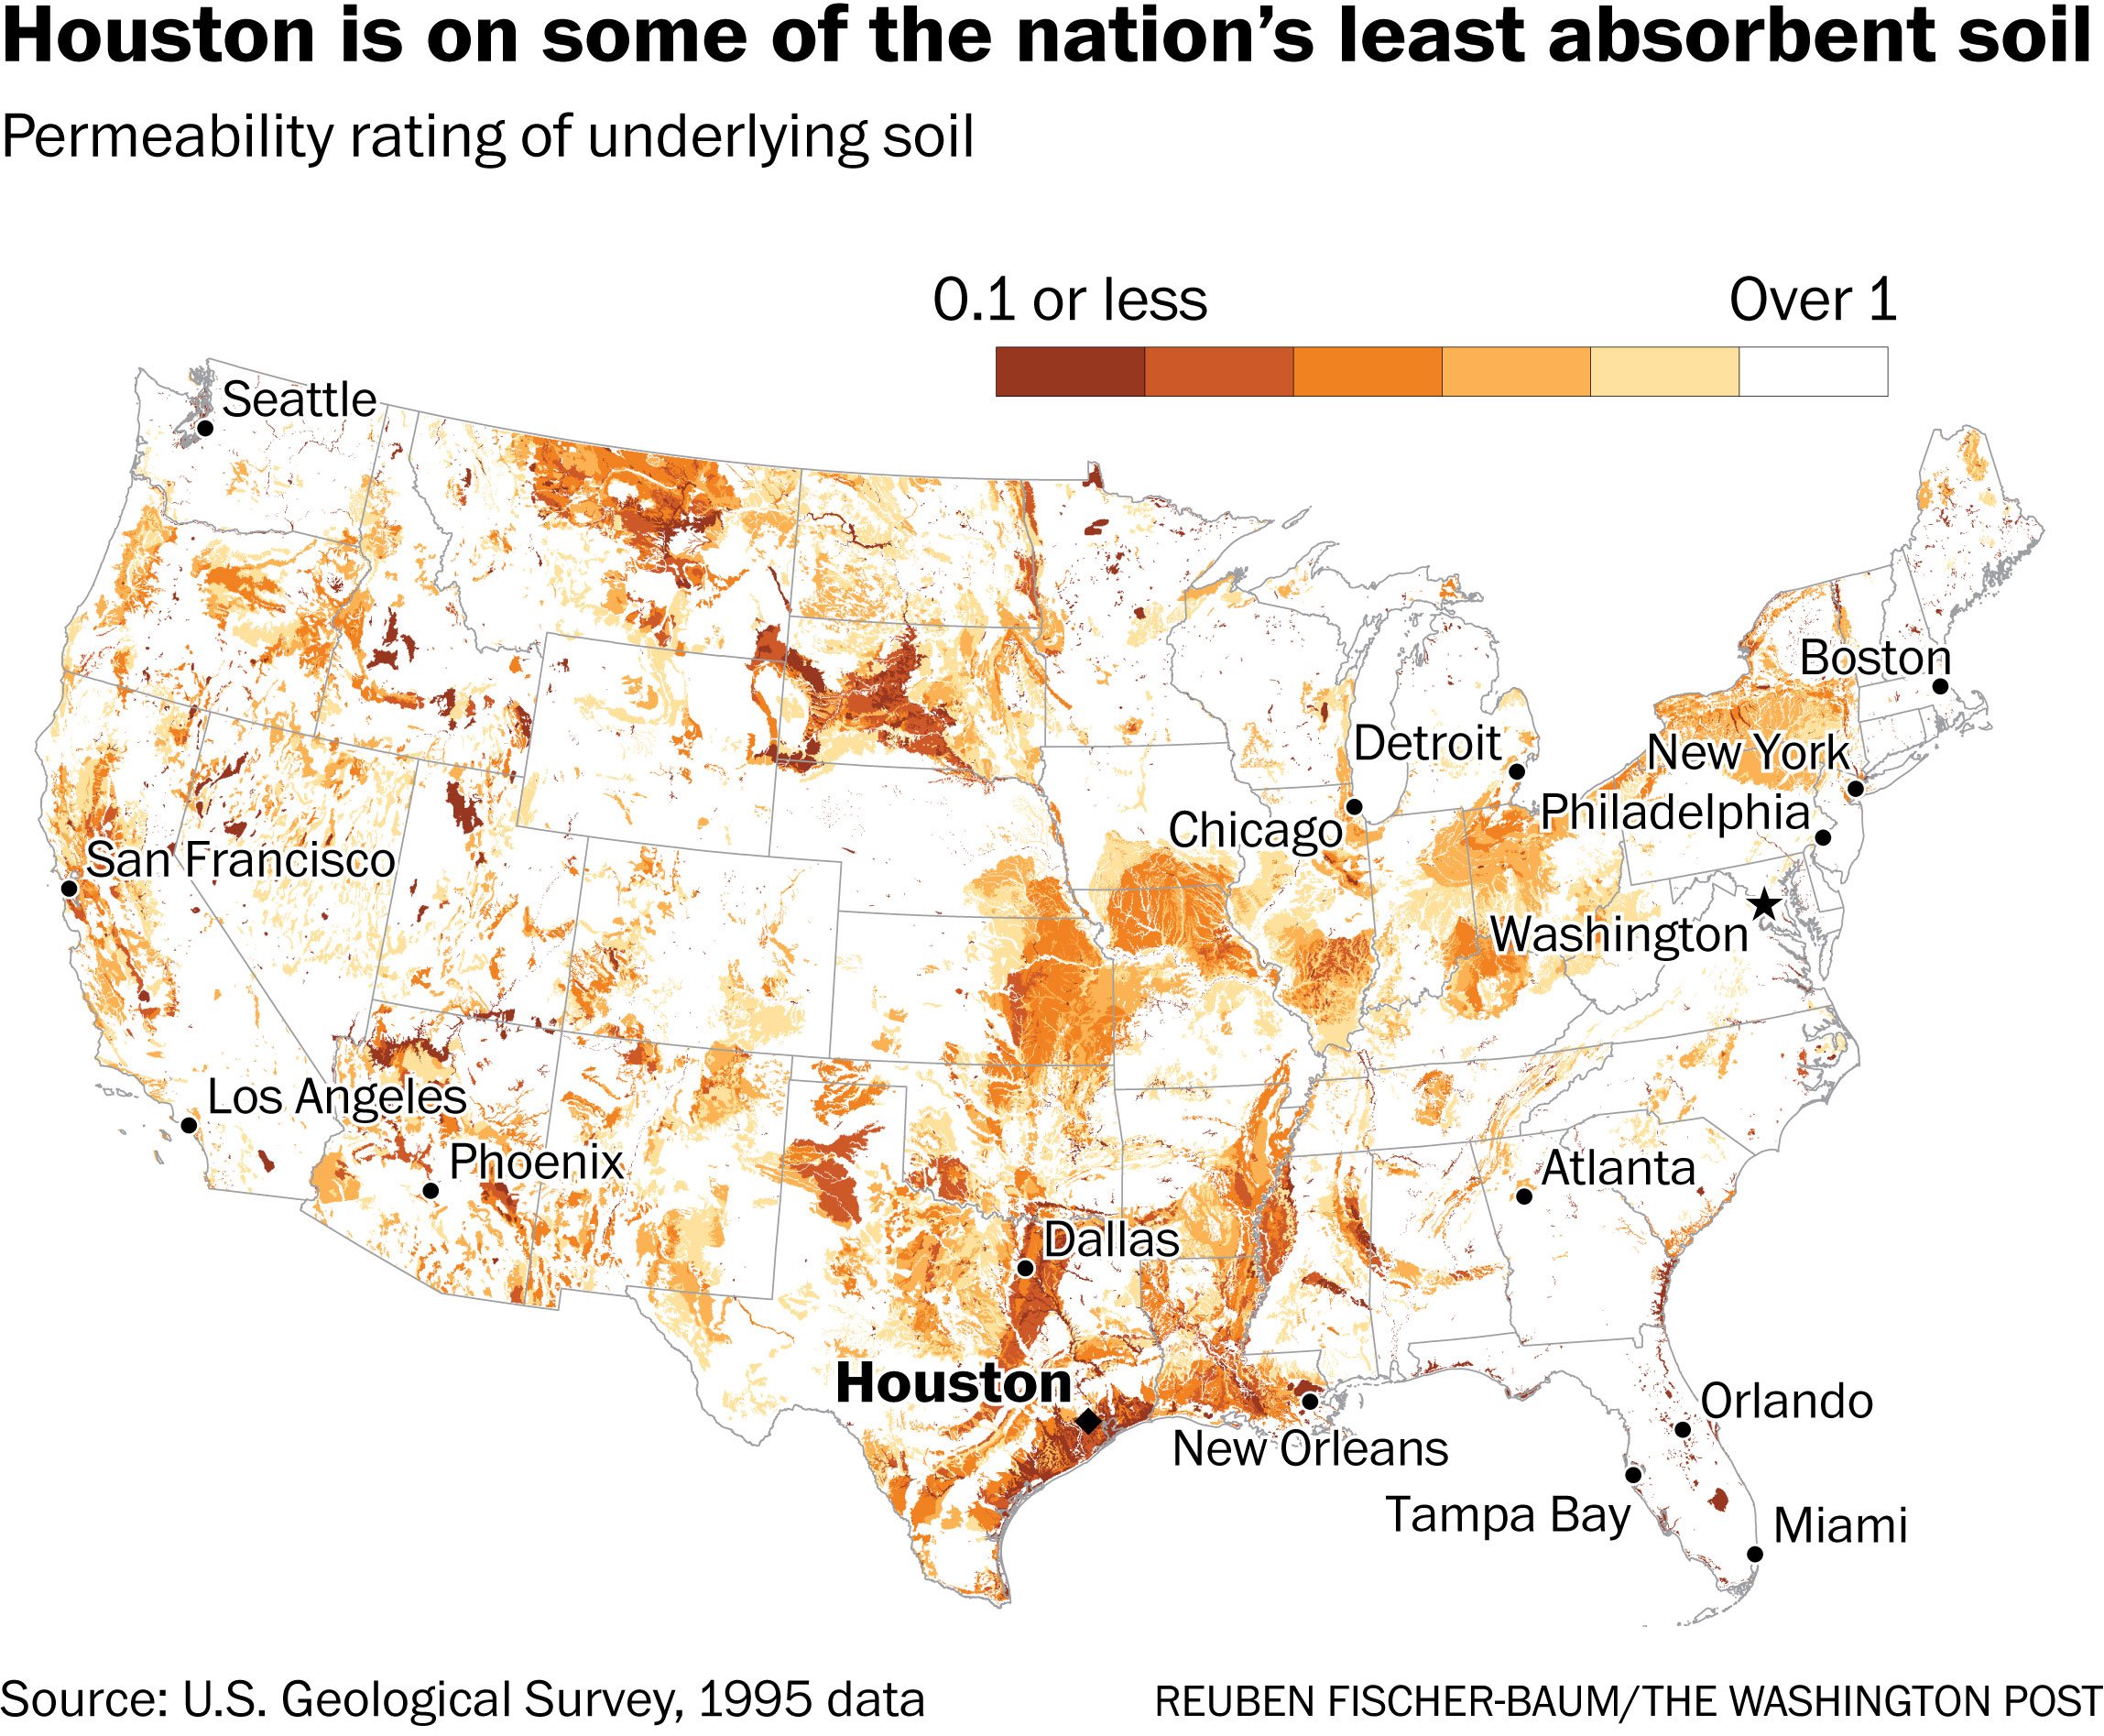 Houston is on some of the nation’s least absorbent soil
Permeability rating of underlying soil
0.1 or less
Over 1
Seattle
Boston
Detroit
New York
Philadelphia
Chicago
San Francisco
Washington
Los Angeles
Phoenix
Atlanta
Dallas
Houston
Orlando
New Orleans
Tampa Bay
Miami
Source: U.S. Geological Survey, 1995 data
REUBEN FISCHER-BAUM/THE WASHINGTON POST